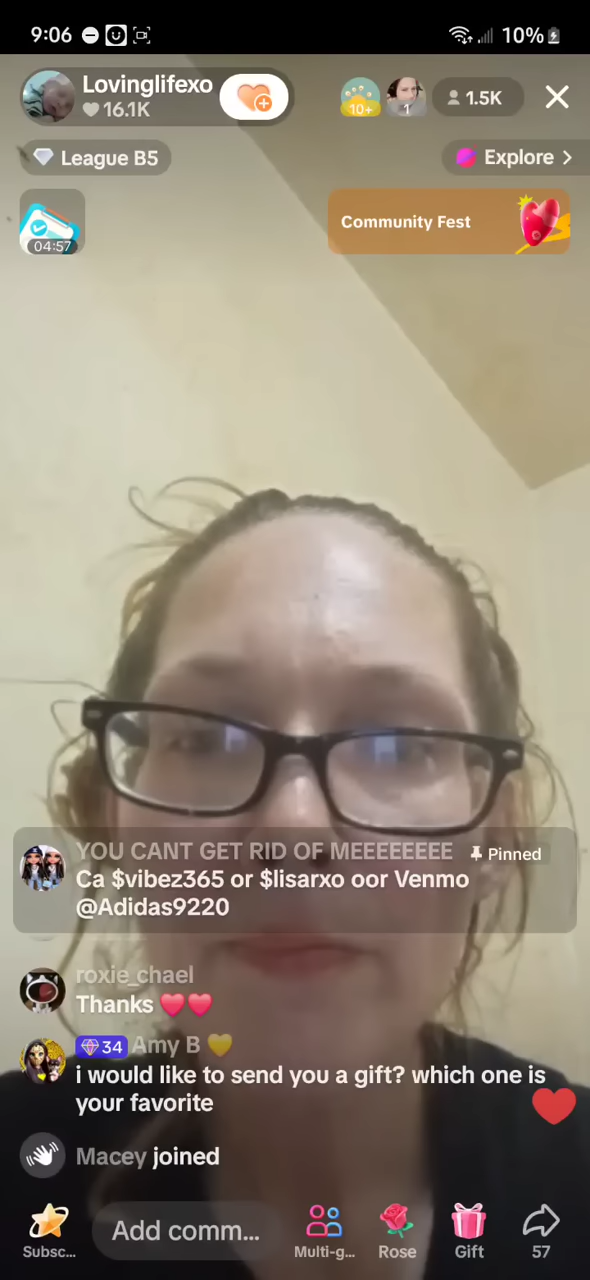 9:06
10%
Lovinglifexo
16.1K
10+
1
1.5K
League B5
Explore >
04:57
Community Fest
YOU CANT GET RID OF MEEEEEEEE
Pinned
Ca $vibez365 or $lisarxo oor Venmo
@Adidas9220
roxie_chael
Thanks ❤️❤️
34 Amy B 💛
i would like to send you a gift? which one is
your favorite
Macey joined
Subsc...
Add comm...
Multi-g...
Rose
Gift
57